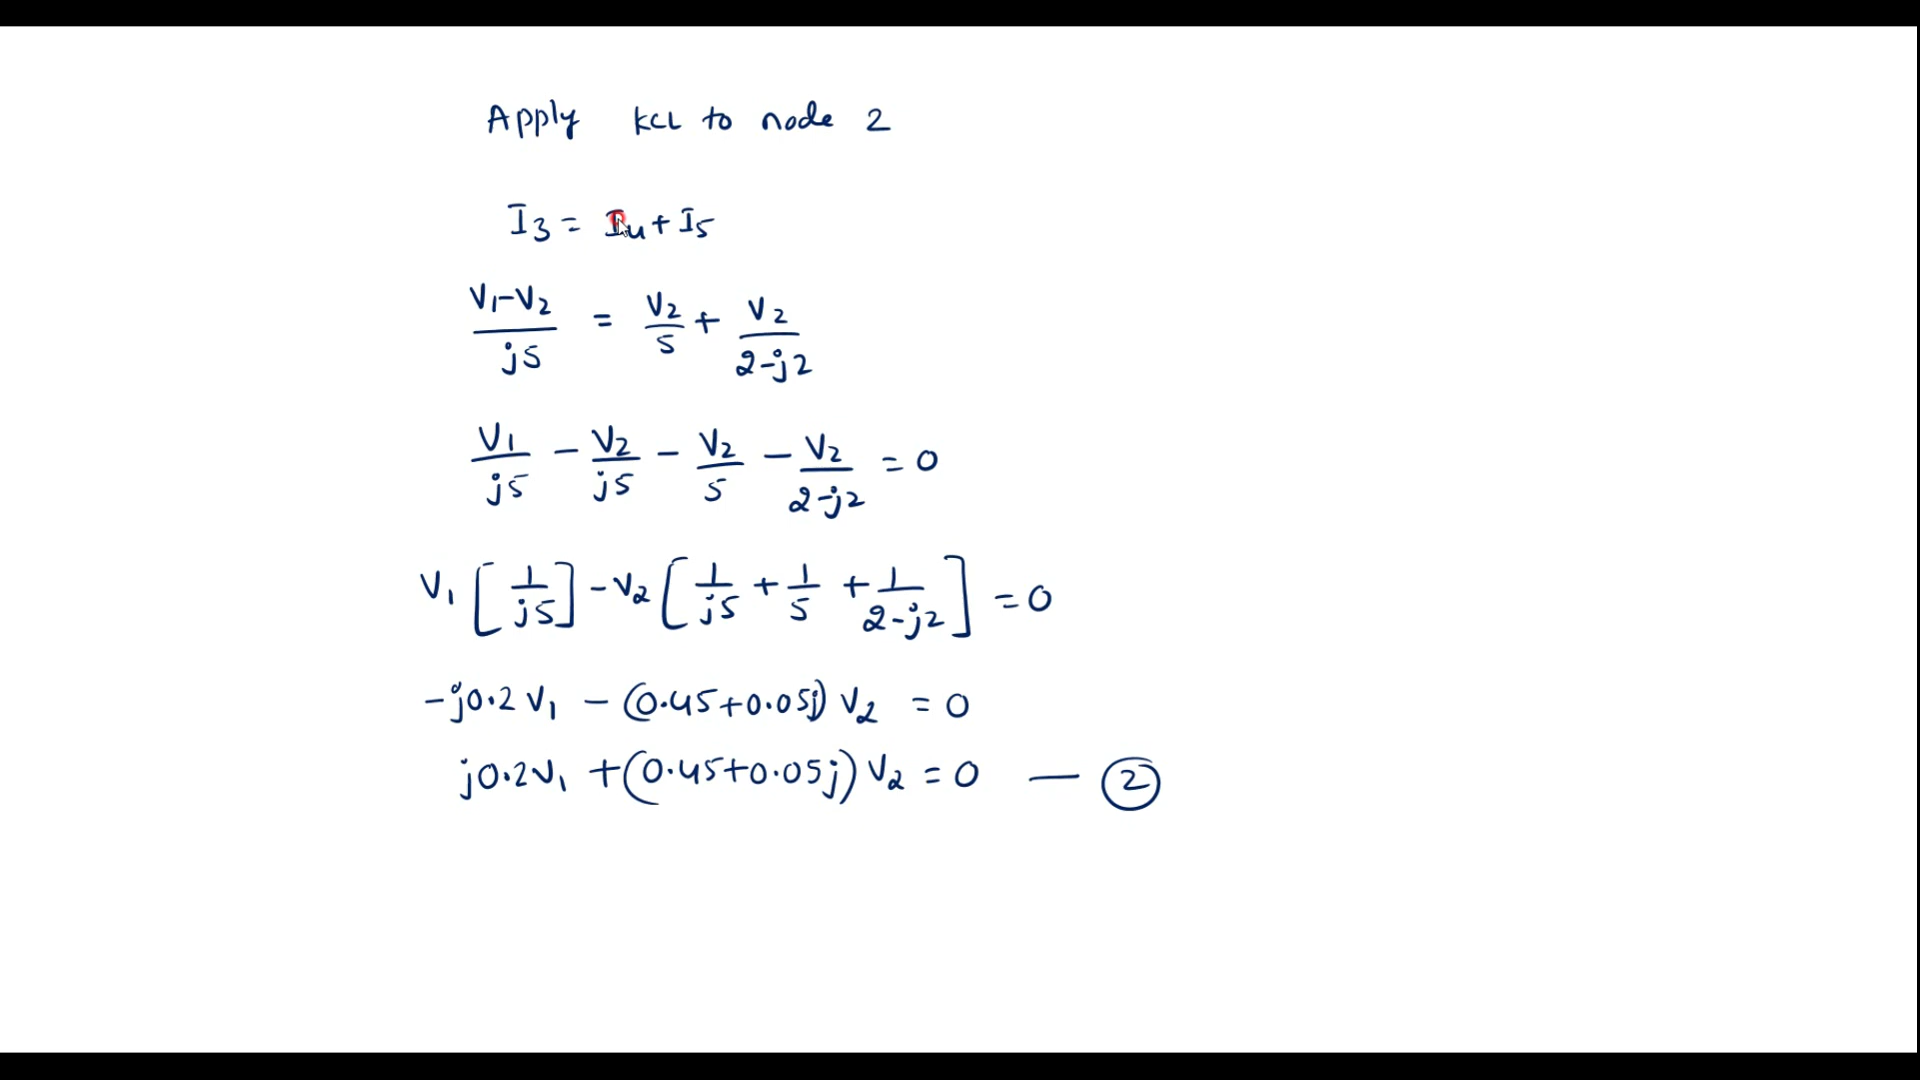 Apply KCL to node 2
I3 = I4 + I5
V1-V2/j5 = V2/5 + V2/2-j2
V1/j5 - V2/j5 - V2/5 - V2/2-j2 = 0
V1 [1/j5] - V2 [1/j5 + 1/5 + 1/2-j2] = 0
-j0.2 V1 - (0.45+0.05j) V2 = 0
j0.2V1 + (0.45+0.05j) V2 = 0 — 2